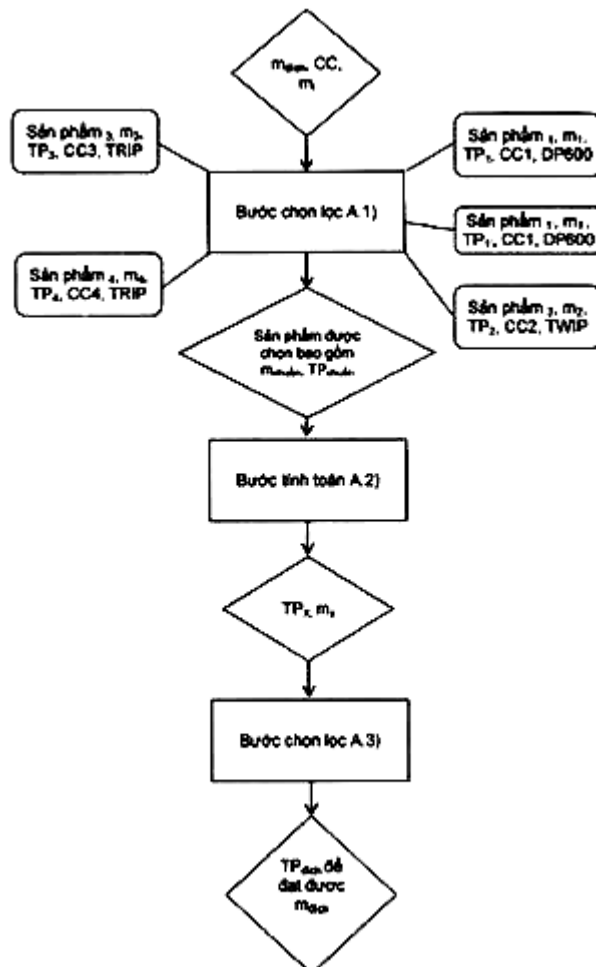 m_đích, CC,
m_i
Sản phẩm ₃, m₃,
TP₃, CC3, TRIP
Sản phẩm ₁, m₁,
TP₁, CC1, DP600
Bước chọn lọc A.1)
Sản phẩm ₁, m₁,
TP₁, CC1, DP600
Sản phẩm ₄, m₄,
TP₄, CC4, TRIP
Sản phẩm ₂, m₂,
TP₂, CC2, TWIP
Sản phẩm được
chọn bao gồm
m_chuẩn, TP_chuẩn
Bước tính toán A.2)
TPₓ, mₓ
Bước chọn lọc A.3)
TP_đích để
đạt được
m_đích